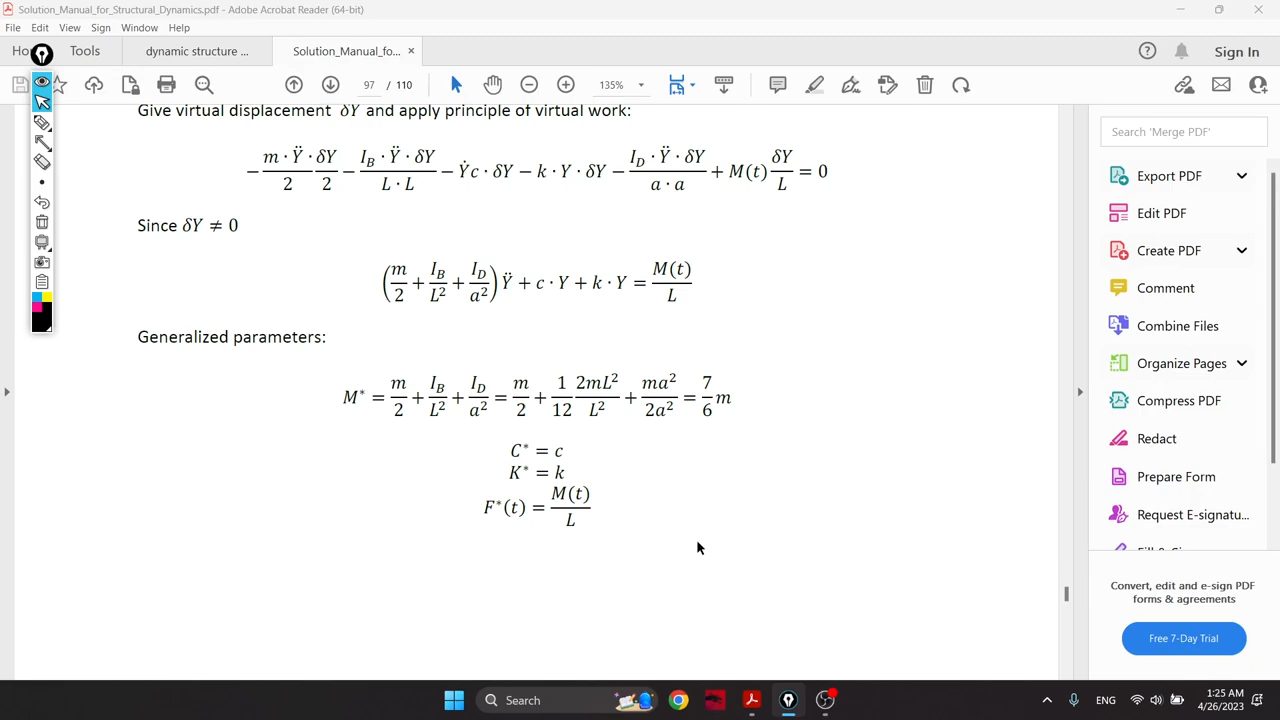 Solution_Manual_for_Structural_Dynamics.pdf - Adobe Acrobat Reader (64-bit)
File Edit View Sign Window Help
Ho Tools dynamic structure ... Solution_Manual_fo... × Sign In
97 / 110 135%
Give virtual displacement δY and apply principle of virtual work:
− m·Ÿ/2 · δY/2 − I_B·Ÿ·δY/(L·L) − Ẏc·δY − k·Y·δY − I_D·Ÿ·δY/(a·a) + M(t) δY/L = 0
Since δY ≠ 0
(m/2 + I_B/L² + I_D/a²) Ÿ + c·Y + k·Y = M(t)/L
Generalized parameters:
M* = m/2 + I_B/L² + I_D/a² = m/2 + 1/12 2mL²/L² + ma²/2a² = 7/6 m
C* = c
K* = k
F*(t) = M(t)/L
Search 'Merge PDF'
Export PDF
Edit PDF
Create PDF
Comment
Combine Files
Organize Pages
Compress PDF
Redact
Prepare Form
Request E-signatu...
Convert, edit and e-sign PDF
forms & agreements
Free 7-Day Trial
Search
ENG
1:25 AM
4/26/2023